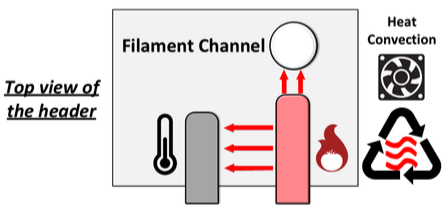 Heat
Convection
Filament Channel
Top view of
the header